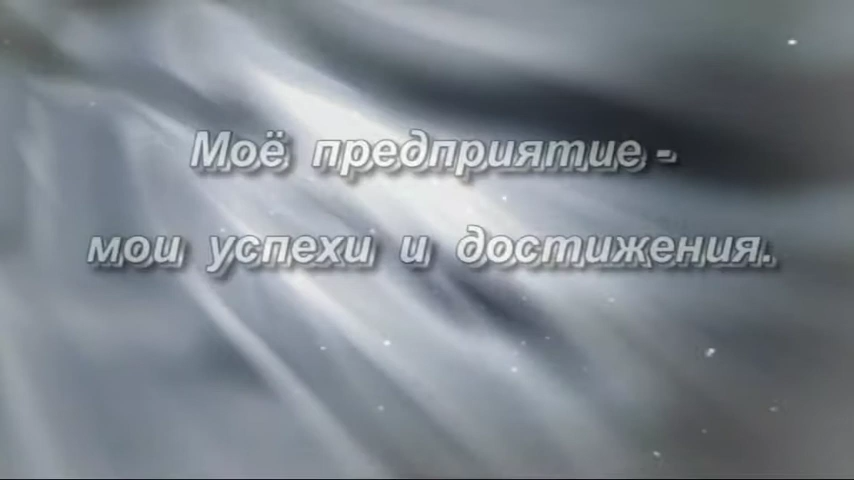 Моё предприятие -
мои успехи и достижения.